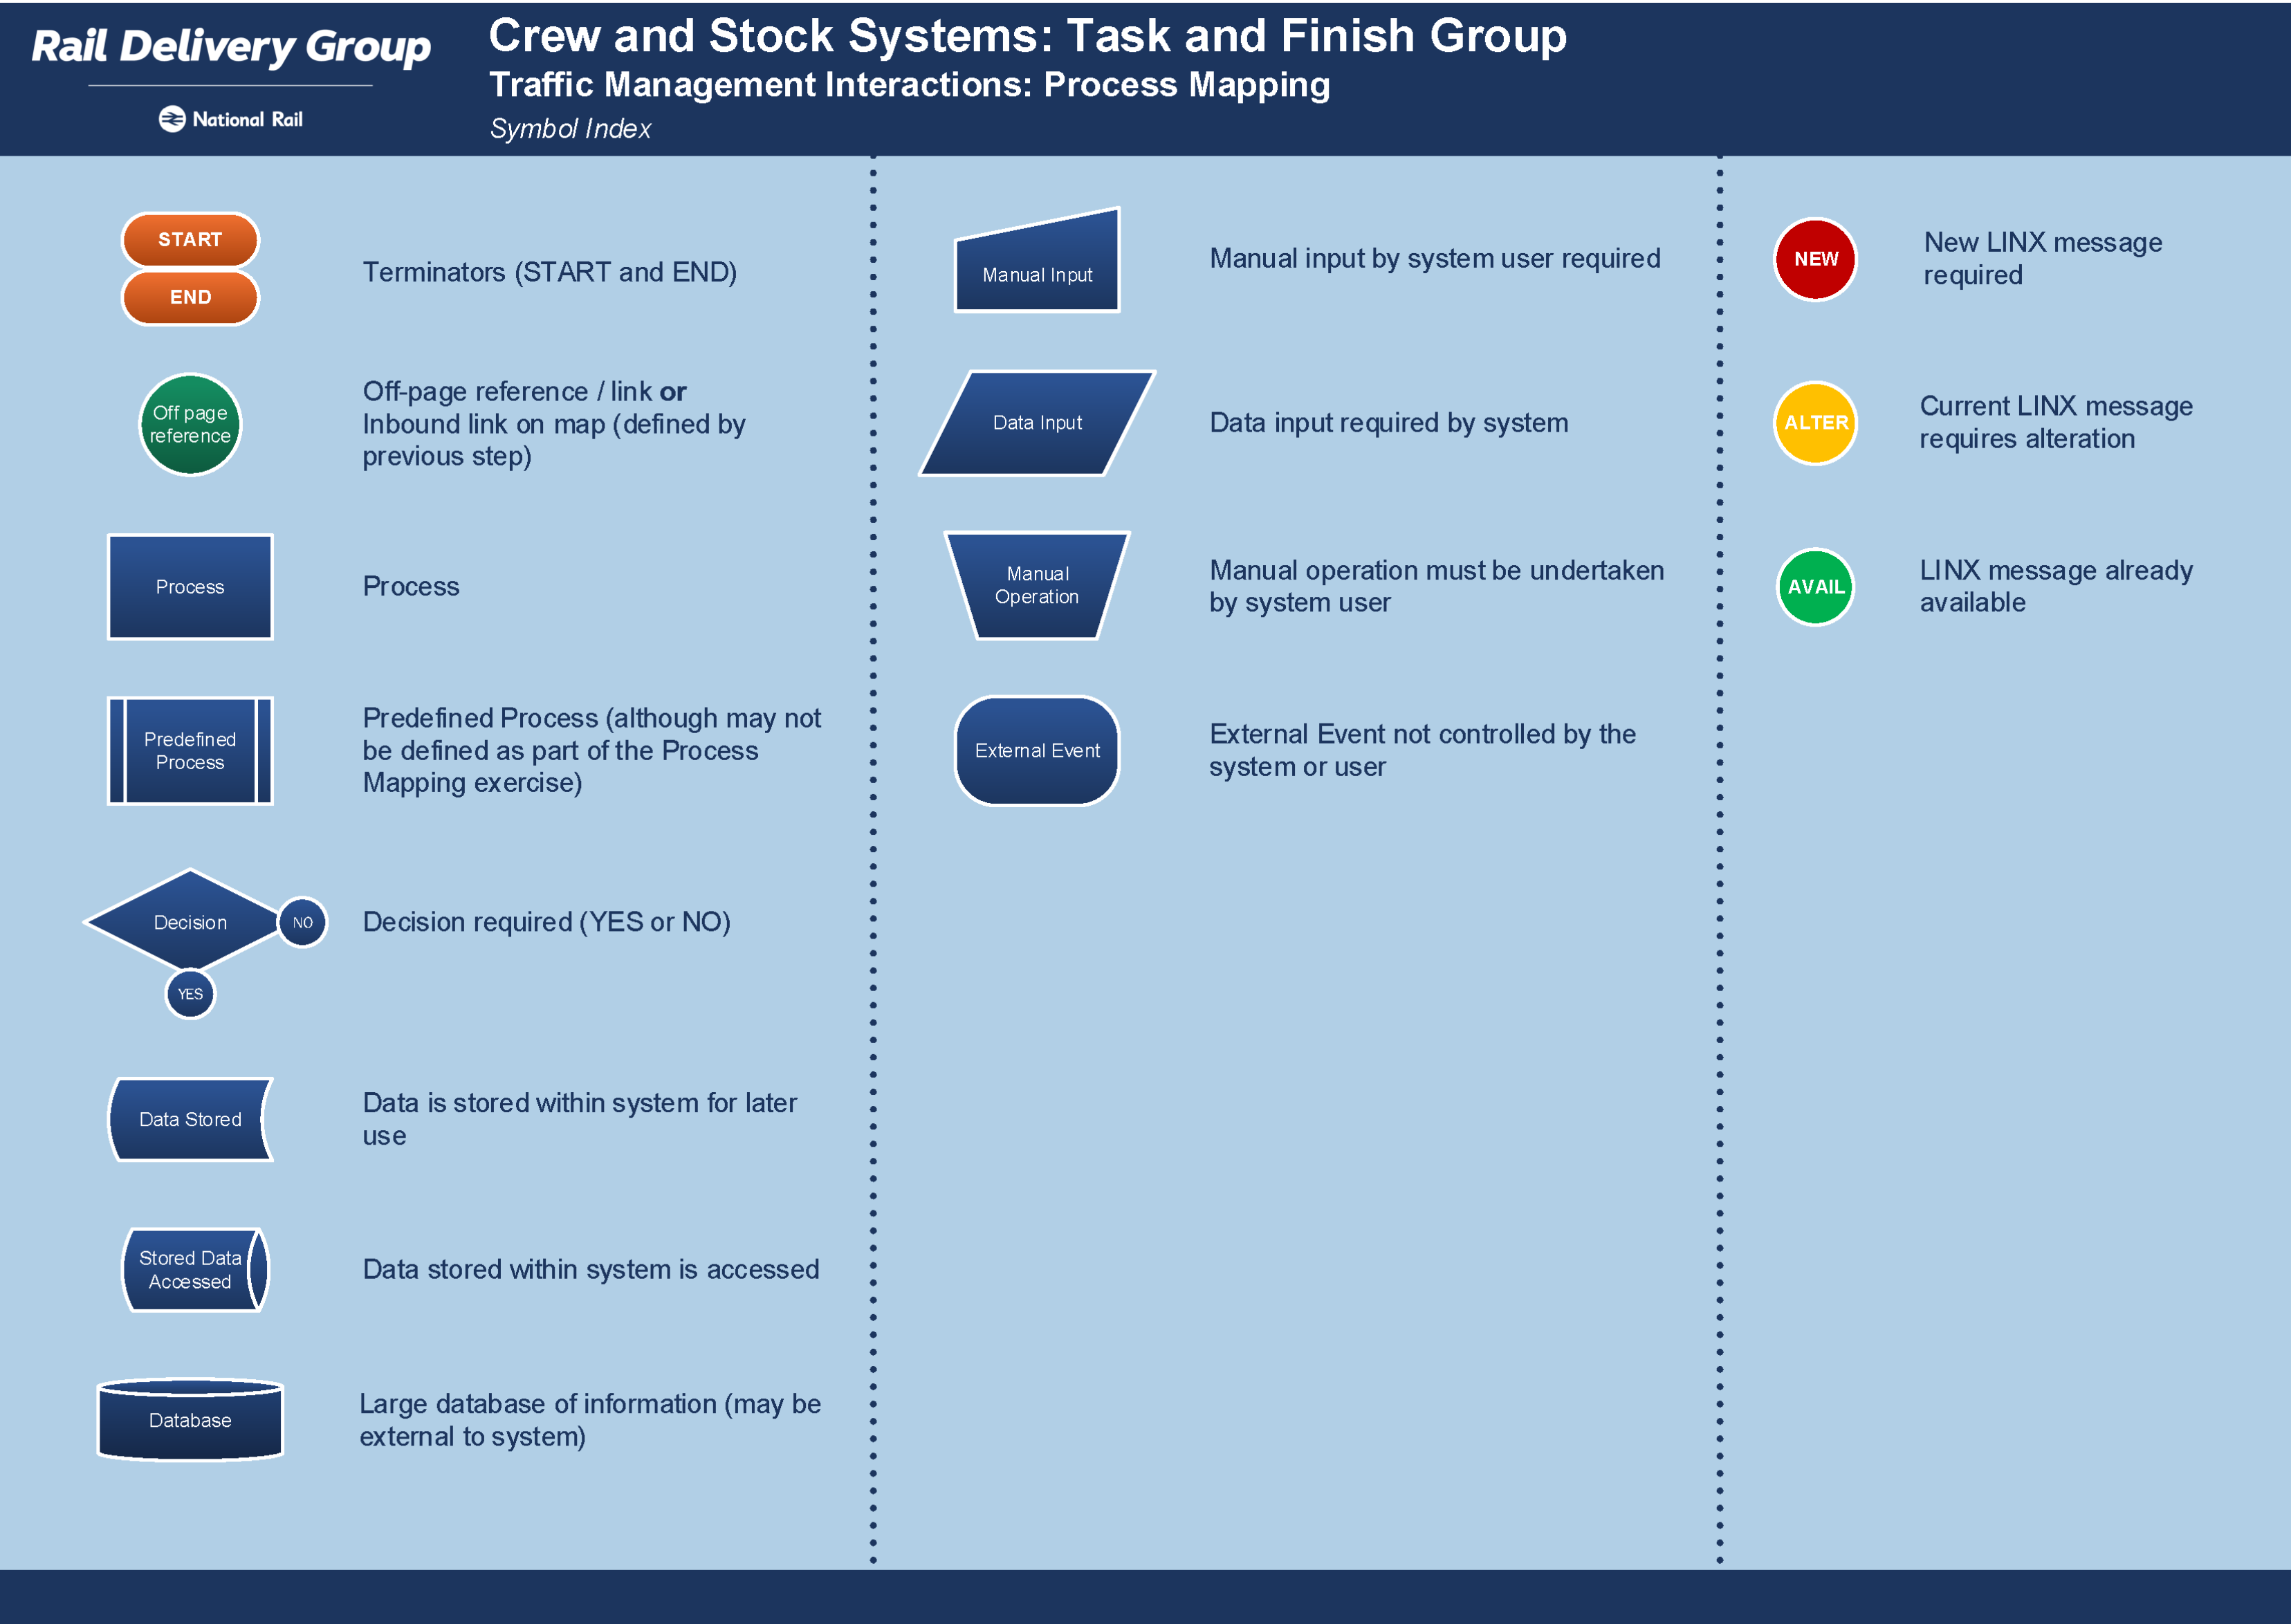 Rail Delivery Group
National Rail
Crew and Stock Systems: Task and Finish Group
Traffic Management Interactions: Process Mapping
Symbol Index
START
END
Terminators (START and END)
Off page
reference
Off-page reference / link or
Inbound link on map (defined by
previous step)
Process
Process
Predefined
Process
Predefined Process (although may not
be defined as part of the Process
Mapping exercise)
Decision
NO
YES
Decision required (YES or NO)
Data Stored
Data is stored within system for later
use
Stored Data
Accessed
Data stored within system is accessed
Database
Large database of information (may be
external to system)
Manual Input
Manual input by system user required
Data Input
Data input required by system
Manual
Operation
Manual operation must be undertaken
by system user
External Event
External Event not controlled by the
system or user
NEW
New LINX message
required
ALTER
Current LINX message
requires alteration
AVAIL
LINX message already
available